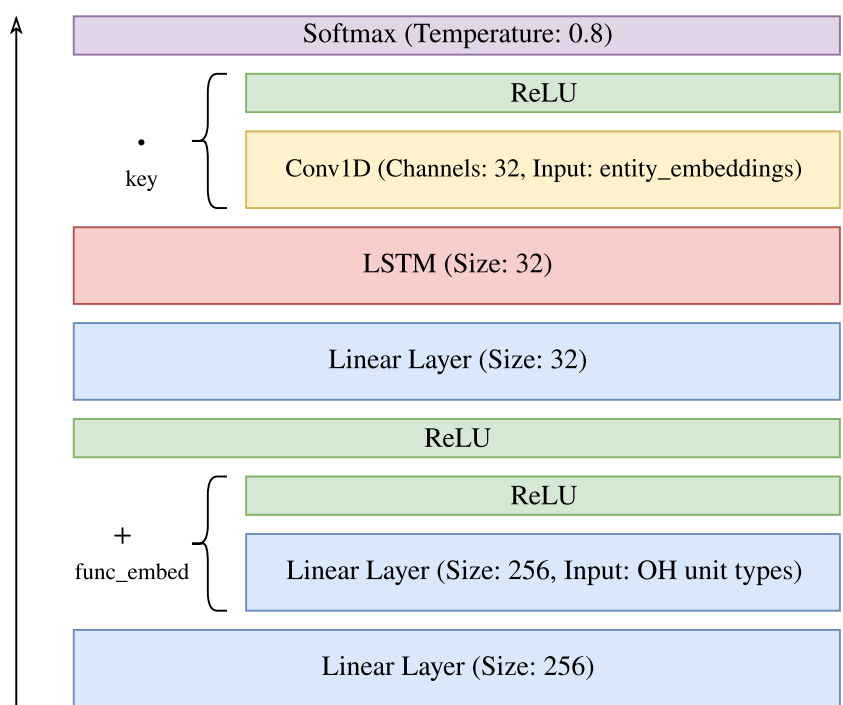 Softmax (Temperature: 0.8)
ReLU
Conv1D (Channels: 32, Input: entity_embeddings)
·
key
LSTM (Size: 32)
Linear Layer (Size: 32)
ReLU
ReLU
+
func_embed
Linear Layer (Size: 256, Input: OH unit types)
Linear Layer (Size: 256)